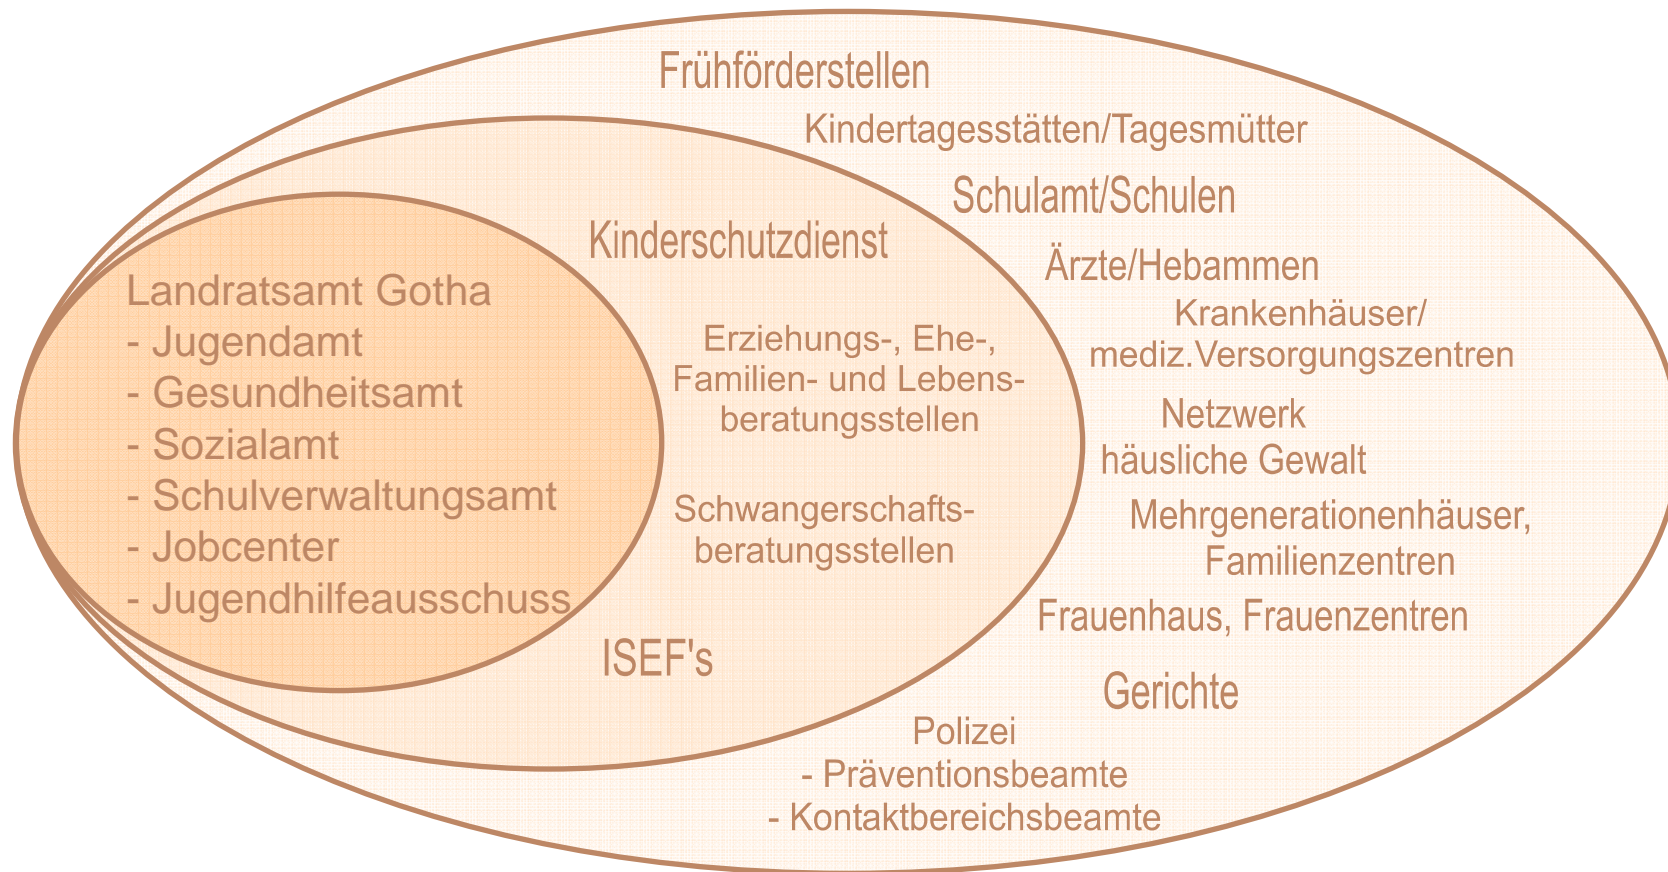 Frühförderstellen
Kindertagesstätten/Tagesmütter
Schulamt/Schulen
Ärzte/Hebammen
Krankenhäuser/
mediz.Versorgungszentren
Netzwerk
häusliche Gewalt
Mehrgenerationenhäuser,
Familienzentren
Frauenhaus, Frauenzentren
Gerichte
Polizei
- Präventionsbeamte
- Kontaktbereichsbeamte
Kinderschutzdienst
Erziehungs-, Ehe-,
Familien- und Lebens-
beratungsstellen
Schwangerschafts-
beratungsstellen
ISEF's
Landratsamt Gotha
- Jugendamt
- Gesundheitsamt
- Sozialamt
- Schulverwaltungsamt
- Jobcenter
- Jugendhilfeausschuss